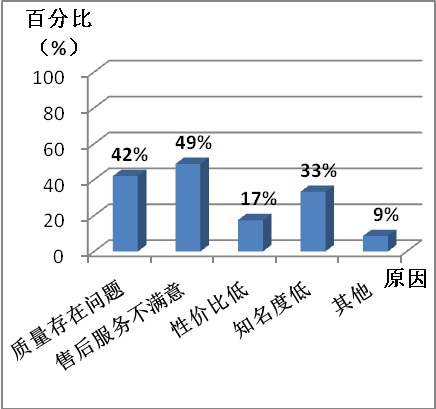 百分比
（%）
100
80
60
40
20
0
42%
49%
17%
33%
9%
质量存在问题
售后服务不满意
性价比低
知名度低
其他
原因